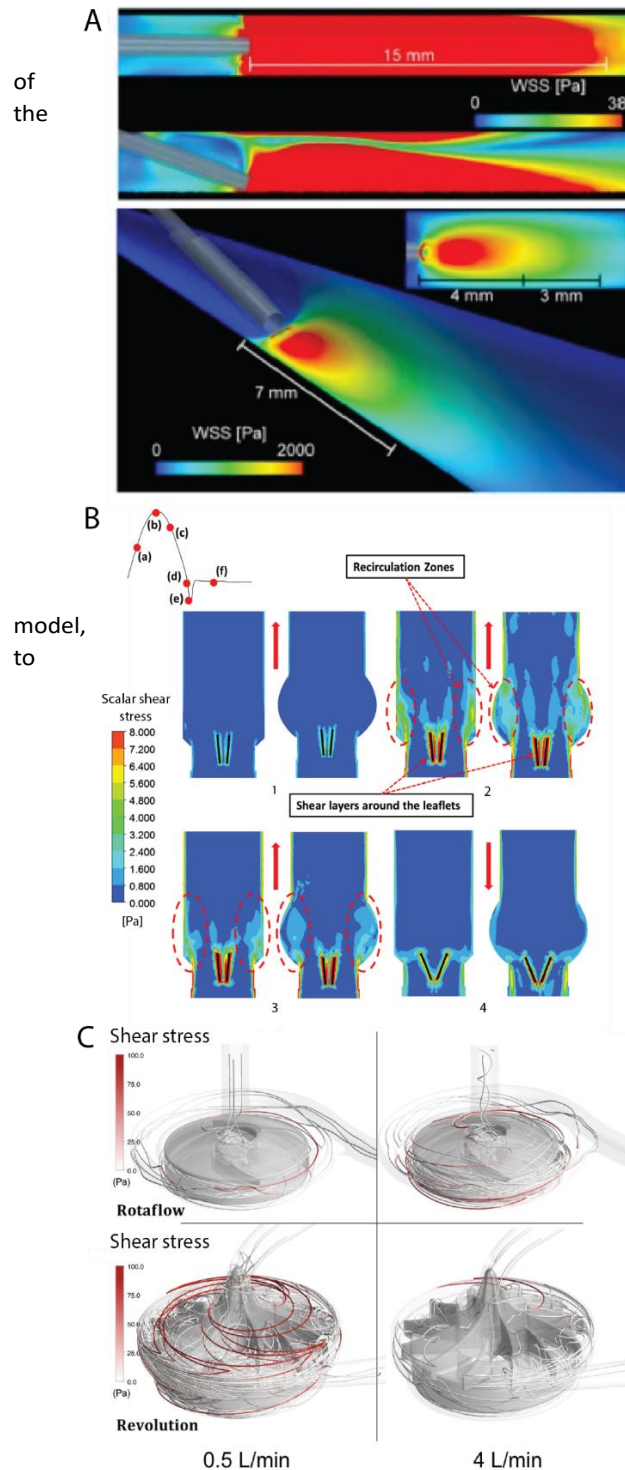 A
of
the
15 mm
WSS [Pa]
0 38
4 mm 3 mm
7 mm
WSS [Pa]
0 2000
B
(b)
(c)
(a)
(d) (f)
(e)
Recirculation Zones
model,
to
Scalar shear
stress
8.000
7.200
6.400
5.600
4.800
4.000
3.200
2.400
1.600
0.800
0.000
[Pa]
1 2
Shear layers around the leaflets
3 4
C
Shear stress
100.0
75.0
50.0
25.0
0.0
(Pa)
Rotaflow
Shear stress
100.0
75.0
50.0
25.0
0.0
(Pa)
Revolution
0.5 L/min 4 L/min